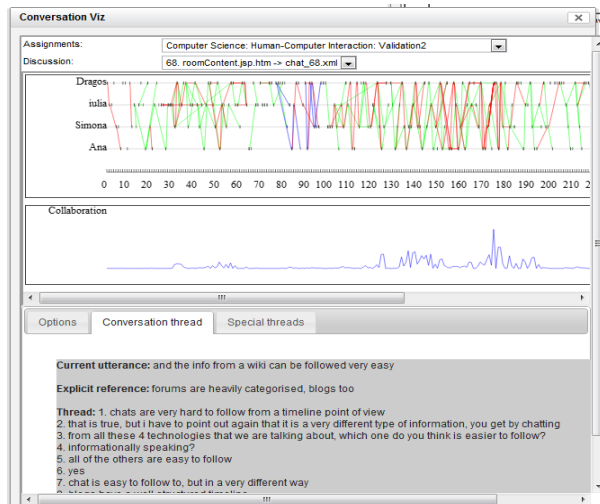 Conversation Viz
Assignments: Computer Science: Human-Computer Interaction: Validation2
Discussion: 68. roomContent.jsp.htm -> chat_68.xml
Dragos
iulia
Simona
Ana
0 10 20 30 40 50 60 70 80 90 100 110 120 130 140 150 160 170 180 190 200 210 2
Collaboration
Options Conversation thread Special threads
Current utterance: and the info from a wiki can be followed very easy
Explicit reference: forums are heavily categorised, blogs too
Thread: 1. chats are very hard to follow from a timeline point of view
2. that is true, but i have to point out again that it is a very different type of information, you get by chatting
3. from all these 4 technologies that we are talking about, which one do you think is easier to follow?
4. informationally speaking?
5. all of the others are easy to follow
6. yes
7. chat is easy to follow to, but in a very different way
8. blogs have a well structured timeline